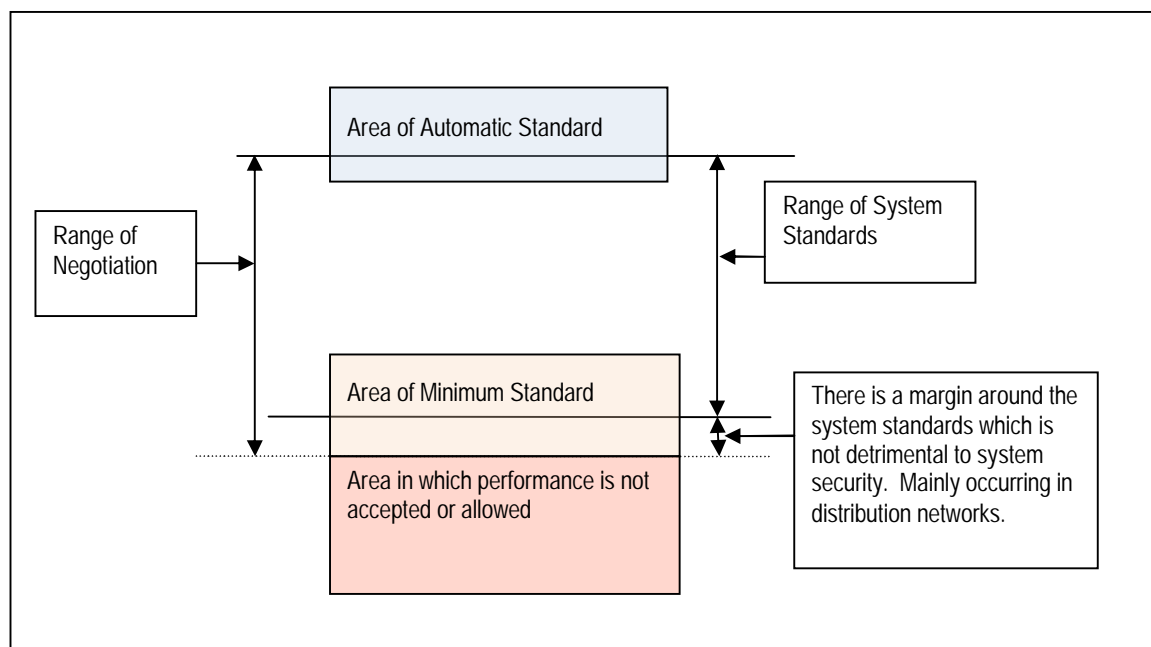 Area of Automatic Standard
Range of
Negotiation
Range of System
Standards
Area of Minimum Standard
There is a margin around the
system standards which is
not detrimental to system
security.  Mainly occurring in
distribution networks.
Area in which performance is not
accepted or allowed